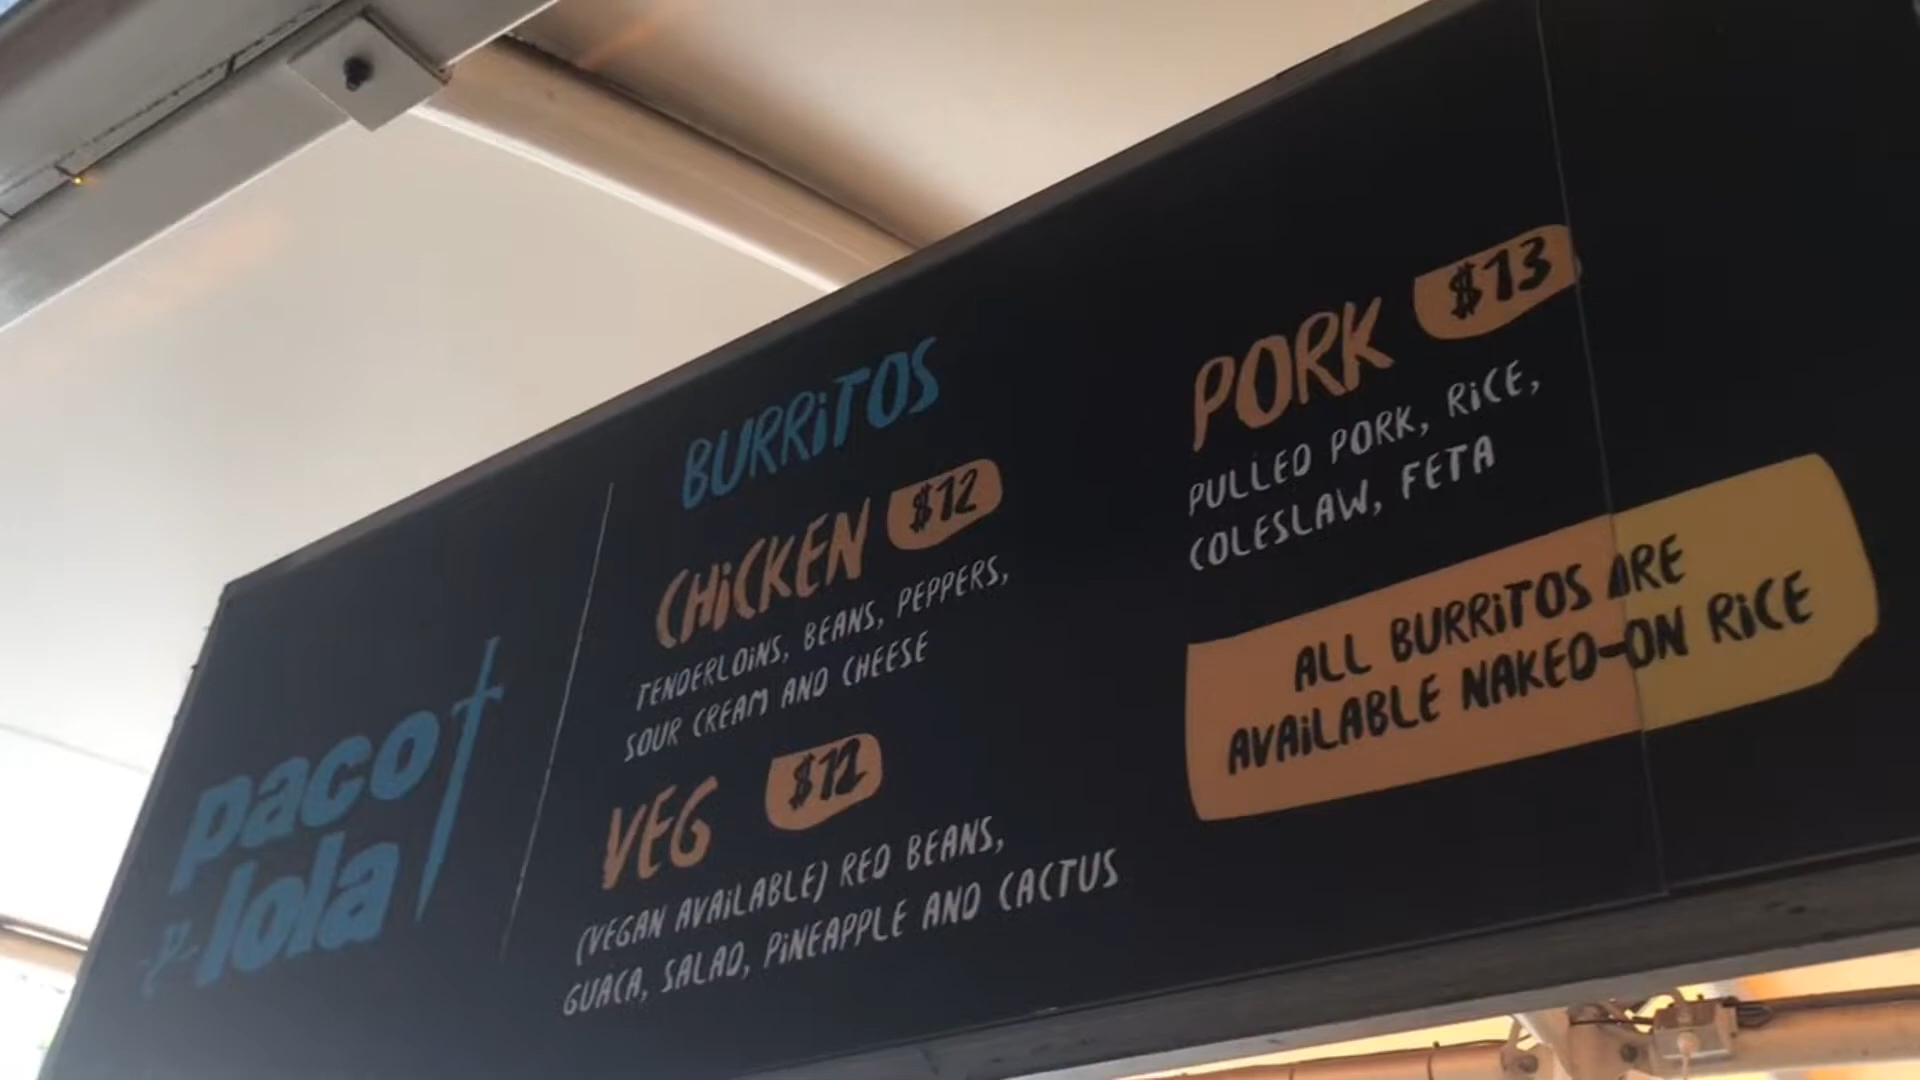 paco
y lola
BURRiTOS
CHiCKEN $12
TENDERLOiNS, BEANS, PEPPERS,
SOUR CREAM AND CHEESE
VEG $12
(VEGAN AVAiLABLE) RED BEANS,
GUACA, SALAD, PiNEAPPLE AND CACTUS
PORK $13
PULLED PORK, RiCE,
COLESLAW, FETA
ALL BURRiTOS ARE
AVAiLABLE NAKED-ON RiCE